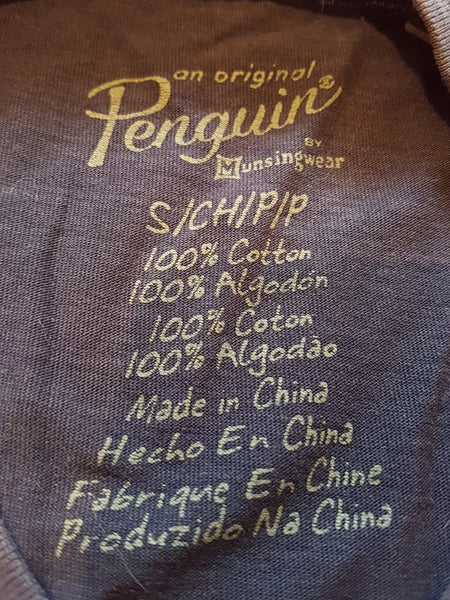 an original
Penguin®
BY
Munsingwear
S/CH/P/P
100% Cotton
100% Algodón
100% Coton
100% Algodão
Made in China
Hecho En China
Fabrique En Chine
Produzido Na China